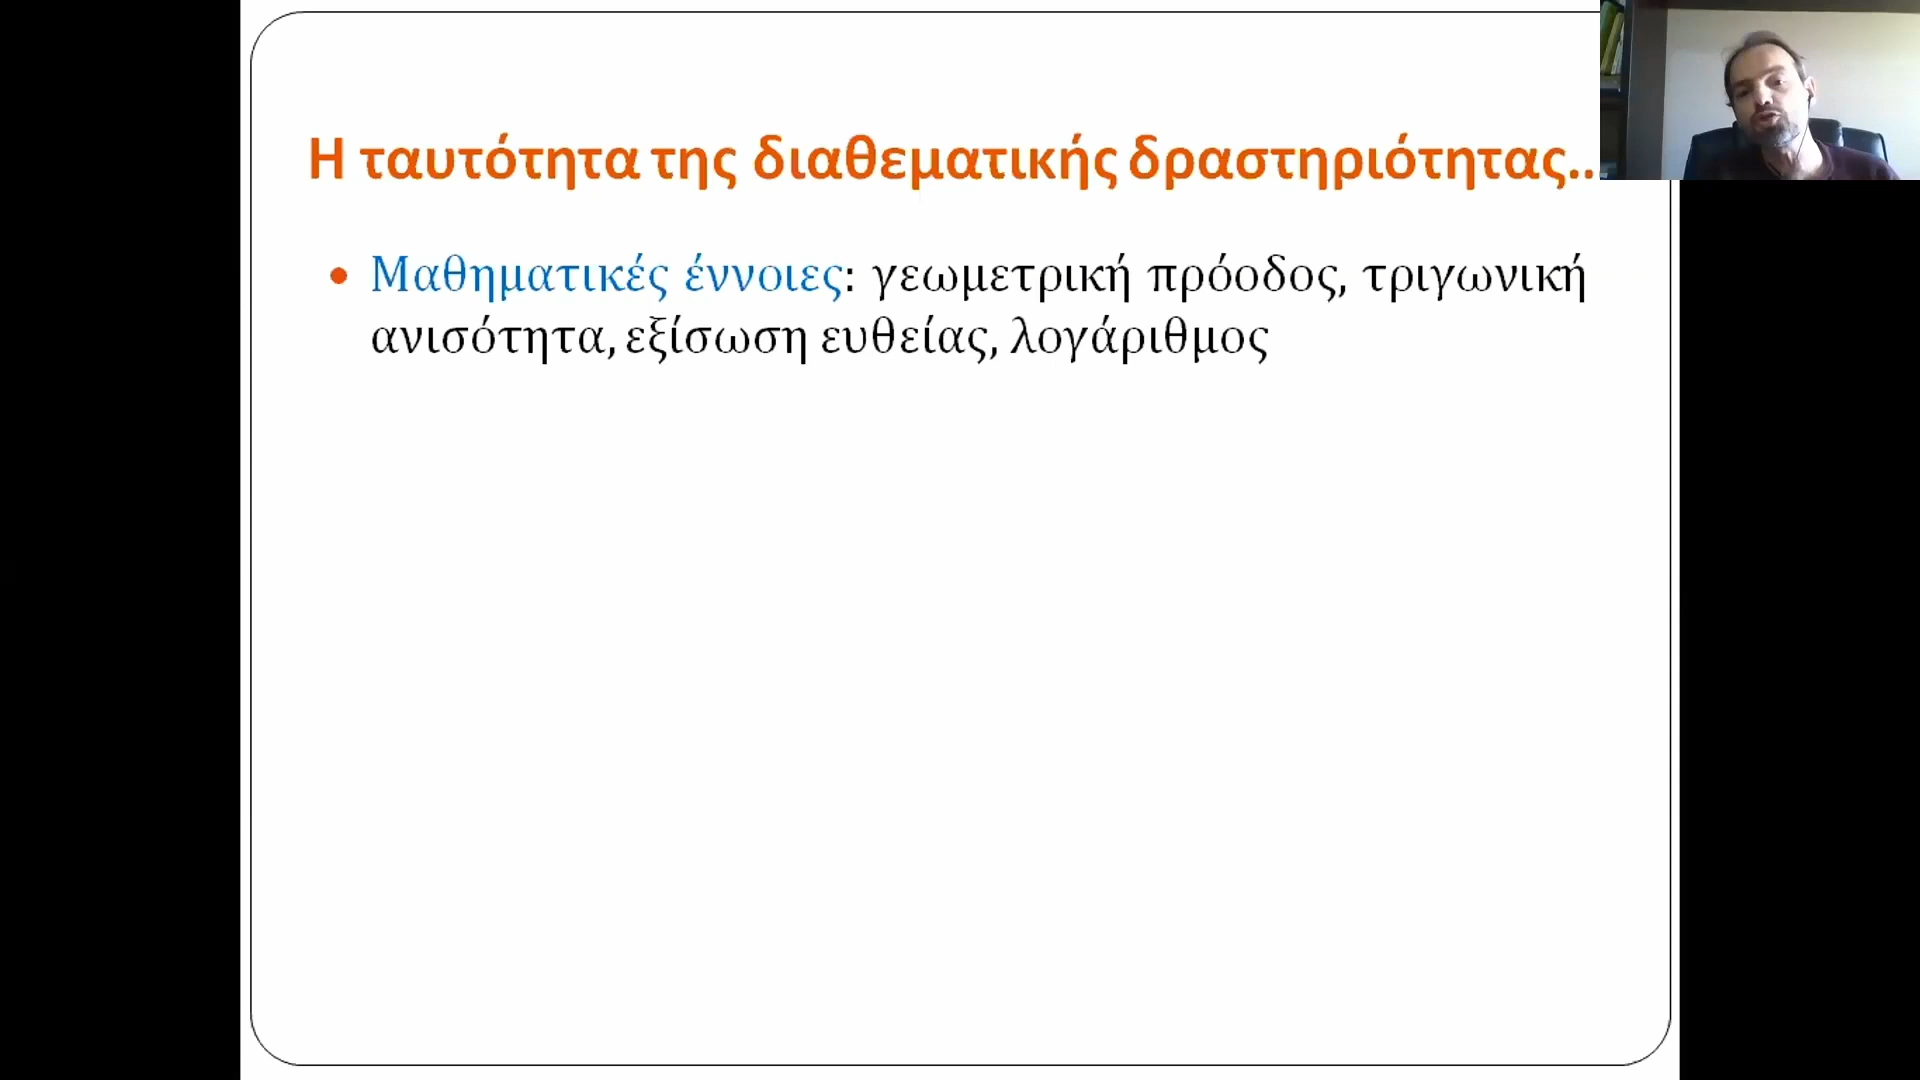 Η ταυτότητα της διαθεματικής δραστηριότητας..
• Μαθηματικές έννοιες: γεωμετρική πρόοδος, τριγωνική
ανισότητα, εξίσωση ευθείας, λογάριθμος